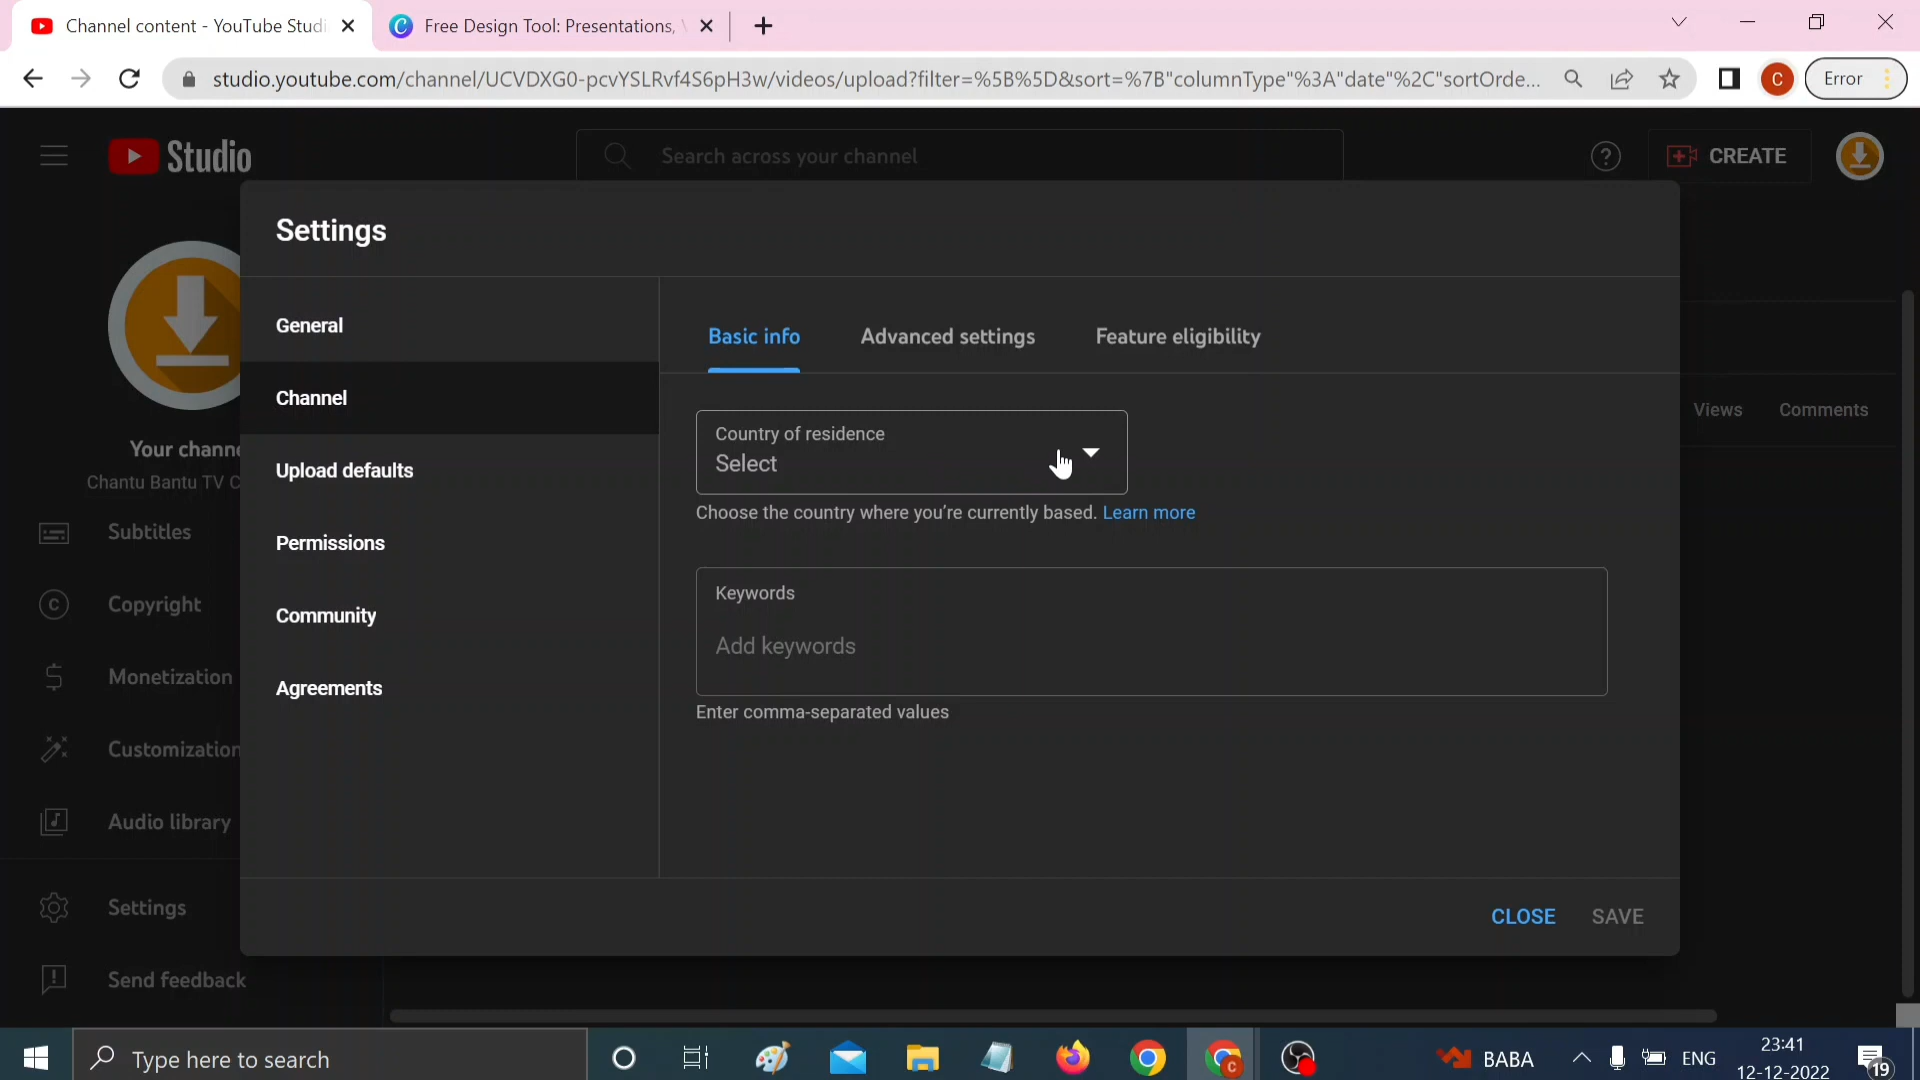 Channel content - YouTube Studi
Free Design Tool: Presentations,
studio.youtube.com/channel/UCVDXG0-pcvYSLRvf4S6pH3w/videos/upload?filter=%5B%5D&sort=%7B"columnType"%3A"date"%2C"sortOrde...
C
Error
Studio
Search across your channel
CREATE
Settings
General
Basic info
Advanced settings
Feature eligibility
Channel
Views
Comments
Country of residence
Select
Your chann
Chantu Bantu TV C
Upload defaults
Choose the country where you're currently based. Learn more
Subtitles
Permissions
Keywords
Copyright
Community
Add keywords
Monetization
Agreements
Enter comma-separated values
Customization
Audio library
Settings
CLOSE
SAVE
Send feedback
Type here to search
BABA
ENG
23:41
12-12-2022
19